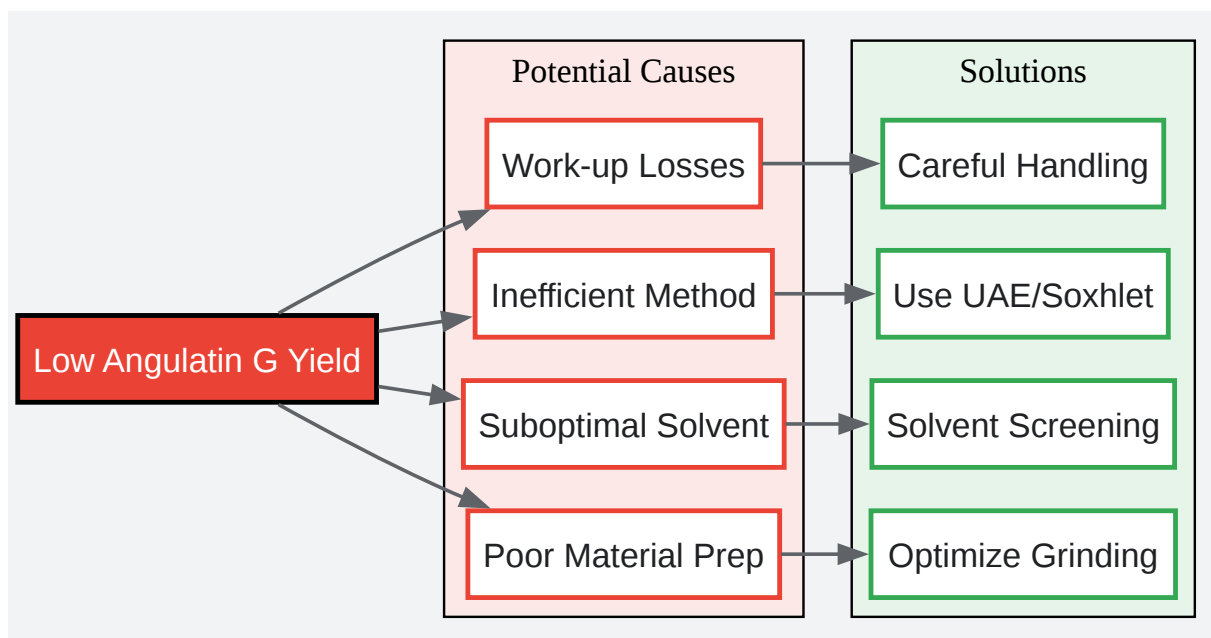 Potential Causes
Solutions
Work-up Losses
Careful Handling
Inefficient Method
Use UAE/Soxhlet
Low Angulatin G Yield
Suboptimal Solvent
Solvent Screening
Poor Material Prep
Optimize Grinding